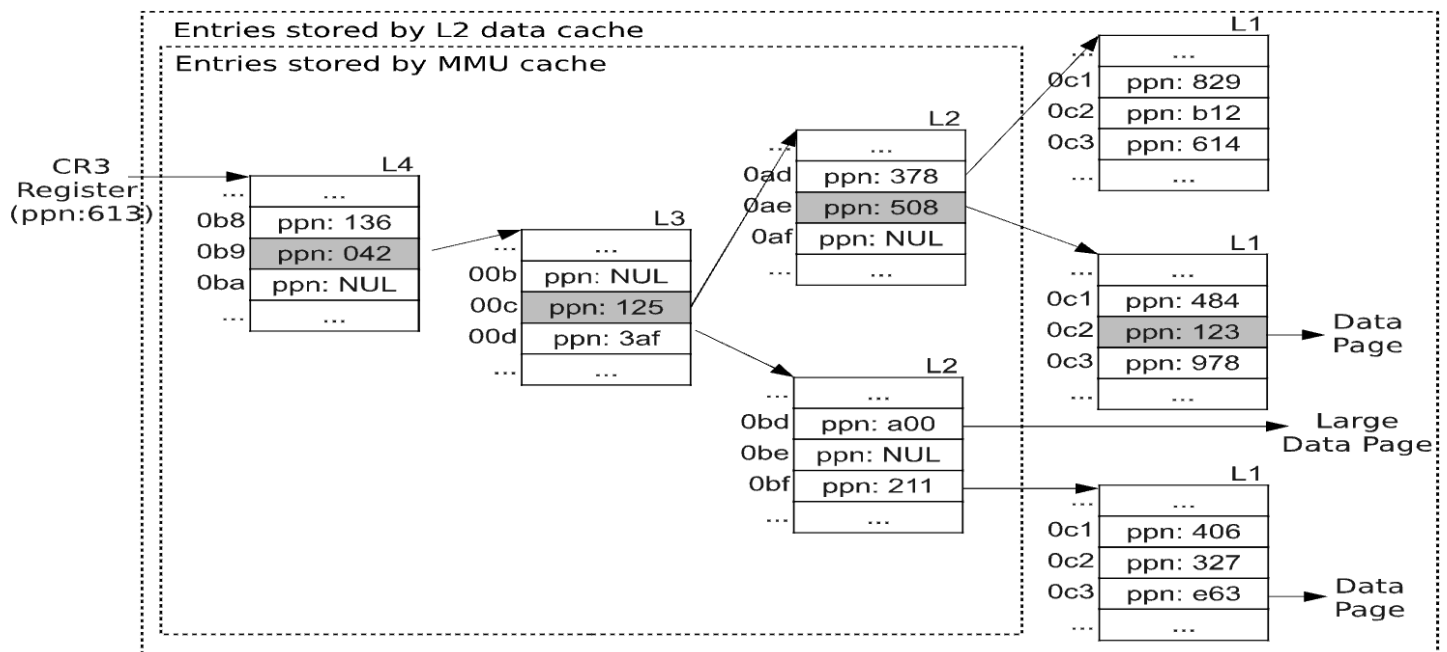 Entries stored by L2 data cache
Entries stored by MMU cache
CR3
Register
(ppn:613)
L4
... ...
0b8 ppn: 136
0b9 ppn: 042
0ba ppn: NUL
... ...
L3
... ...
00b ppn: NUL
00c ppn: 125
00d ppn: 3af
... ...
L2
... ...
0ad ppn: 378
0ae ppn: 508
0af ppn: NUL
... ...
L2
... ...
0bd ppn: a00
0be ppn: NUL
0bf ppn: 211
... ...
L1
... ...
0c1 ppn: 829
0c2 ppn: b12
0c3 ppn: 614
... ...
L1
... ...
0c1 ppn: 484
0c2 ppn: 123
0c3 ppn: 978
... ...
Data
Page
Large
Data Page
L1
... ...
0c1 ppn: 406
0c2 ppn: 327
0c3 ppn: e63
... ...
Data
Page